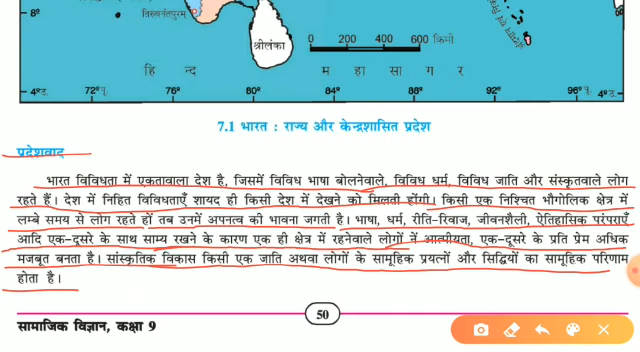 8°
तिरुवनंतपुरम्
श्रीलंका
0 200 400 600 किमी
8°
हि न्द म हा सा ग र
4°उ. 72°पू. 76° 80° 84° 88° 92° 96°पू. 4°उ.
7.1 भारत : राज्य और केन्द्रशासित प्रदेश
प्रदेशवाद
भारत विविधता में एकतावाला देश है, जिसमें विविध भाषा बोलनेवाले, विविध धर्म, विविध जाति और संस्कृतवाले लोग
रहते हैं। देश में निहित विविधताएँ शायद ही किसी देश में देखने को मिलती होंगी। किसी एक निश्चित भौगोलिक क्षेत्र में
लम्बे समय से लोग रहते हों तब उनमें अपनत्व की भावना जगती है। भाषा, धर्म, रीति-रिवाज, जीवनशैली, ऐतिहासिक परंपराएँ
आदि एक-दूसरे के साथ साम्य रखने के कारण एक ही क्षेत्र में रहनेवाले लोगों में आत्मीयता, एक-दूसरे के प्रति प्रेम अधिक
मजबूत बनता है। सांस्कृतिक विकास किसी एक जाति अथवा लोगों के सामूहिक प्रयत्नों और सिद्धियों का सामूहिक परिणाम
होता है।
50
सामाजिक विज्ञान, कक्षा 9